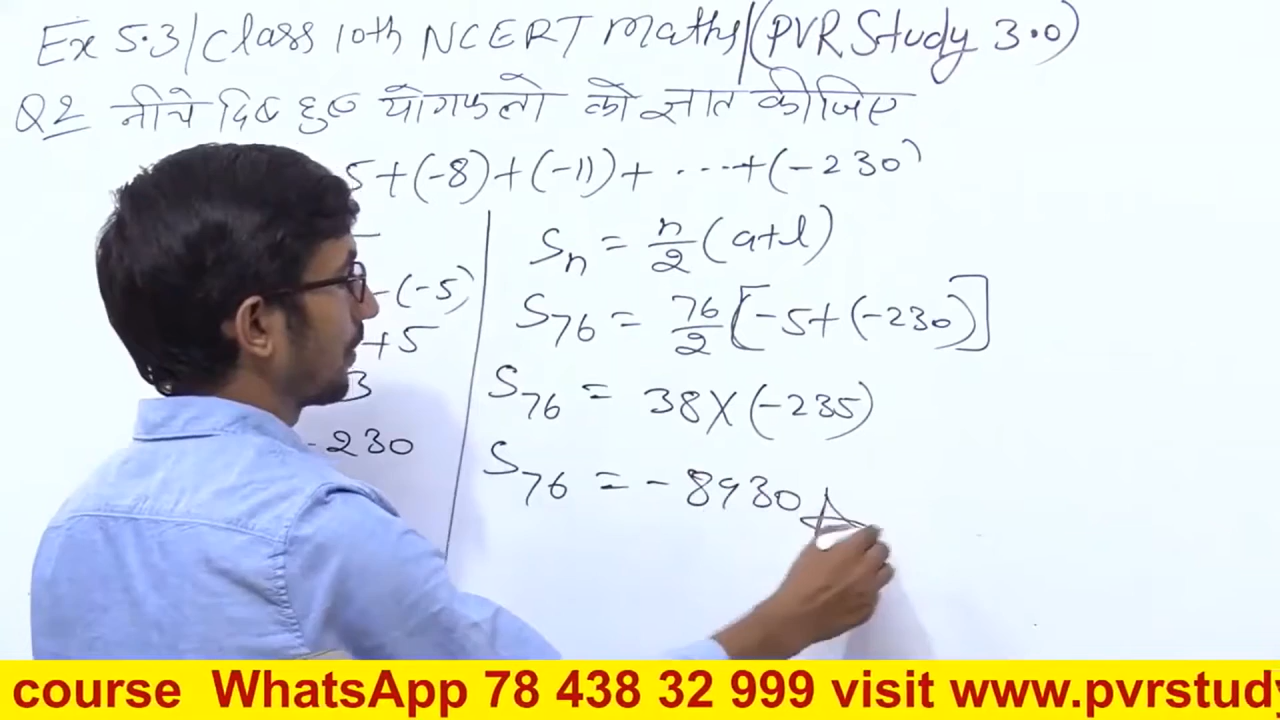 Ex 5.3/Class 10th NCERT Maths/(PVR Study 3.0)
Q2 नीचे दिए हुए योगफलो को ज्ञात कीजिए
5+(-8)+(-11)+ ....+(-230)
-(-5)
+5
3
-230
Sn = n/2 (a+l)
S76 = 76/2 [-5+(-230)]
S76 = 38×(-235)
S76 = -8930
course WhatsApp 78 438 32 999 visit www.pvrstudy